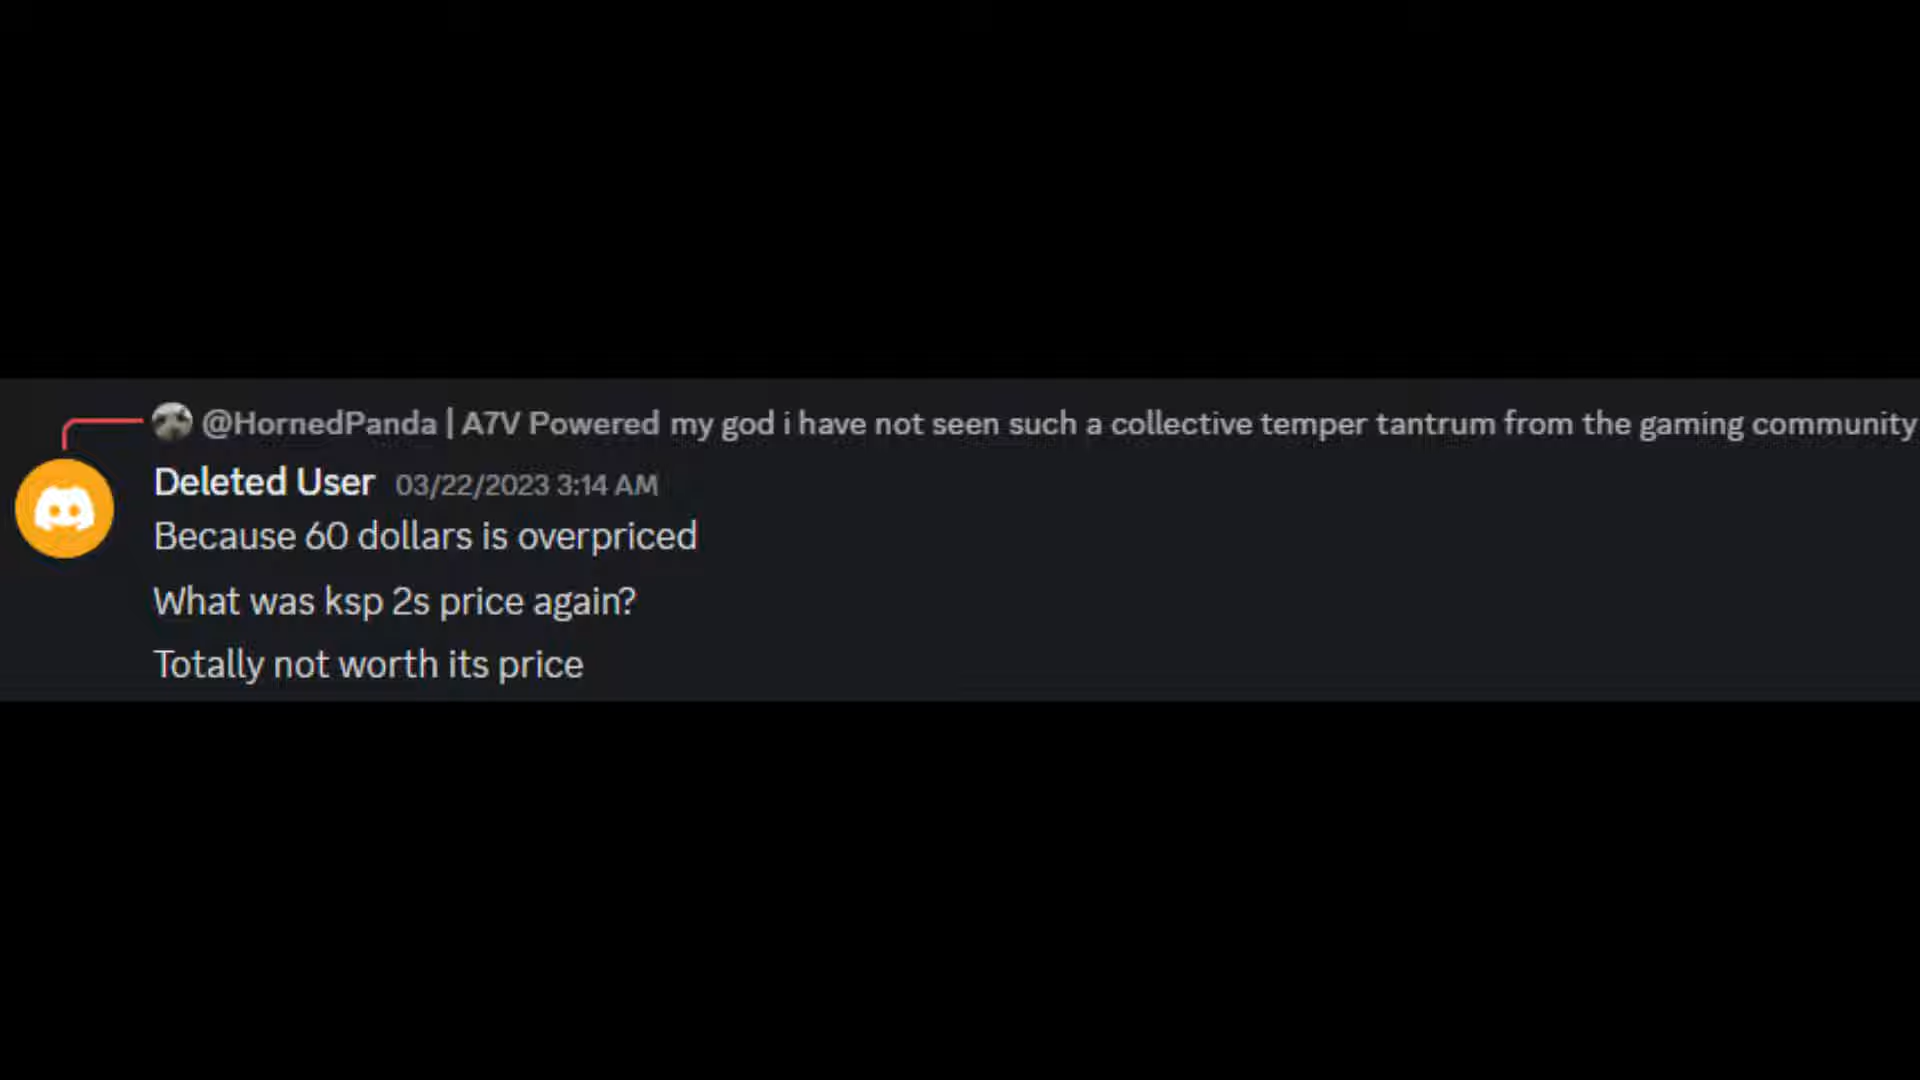 @HornedPanda | A7V Powered my god i have not seen such a collective temper tantrum from the gaming community
Deleted User 03/22/2023 3:14 AM
Because 60 dollars is overpriced
What was ksp 2s price again?
Totally not worth its price